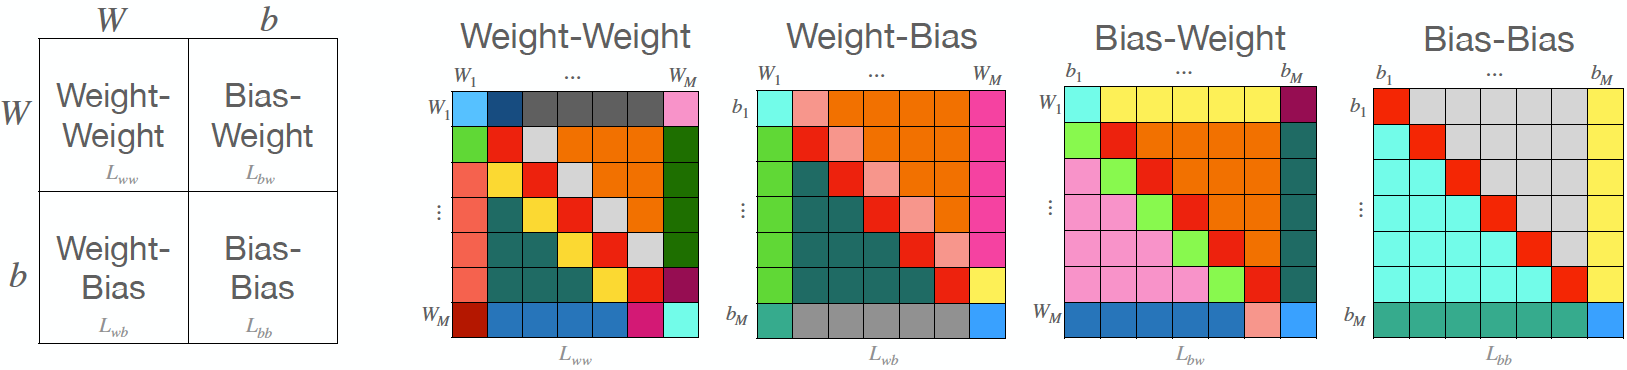 W b
W
Weight-
Weight
L_ww
Bias-
Weight
L_bw
b
Weight-
Bias
L_wb
Bias-
Bias
L_bb
Weight-Weight
W_1 ... W_M
W_1
⋮
W_M
L_ww
Weight-Bias
W_1 ... W_M
b_1
⋮
b_M
L_wb
Bias-Weight
b_1 ... b_M
W_1
⋮
W_M
L_bw
Bias-Bias
b_1 ... b_M
b_1
⋮
b_M
L_bb